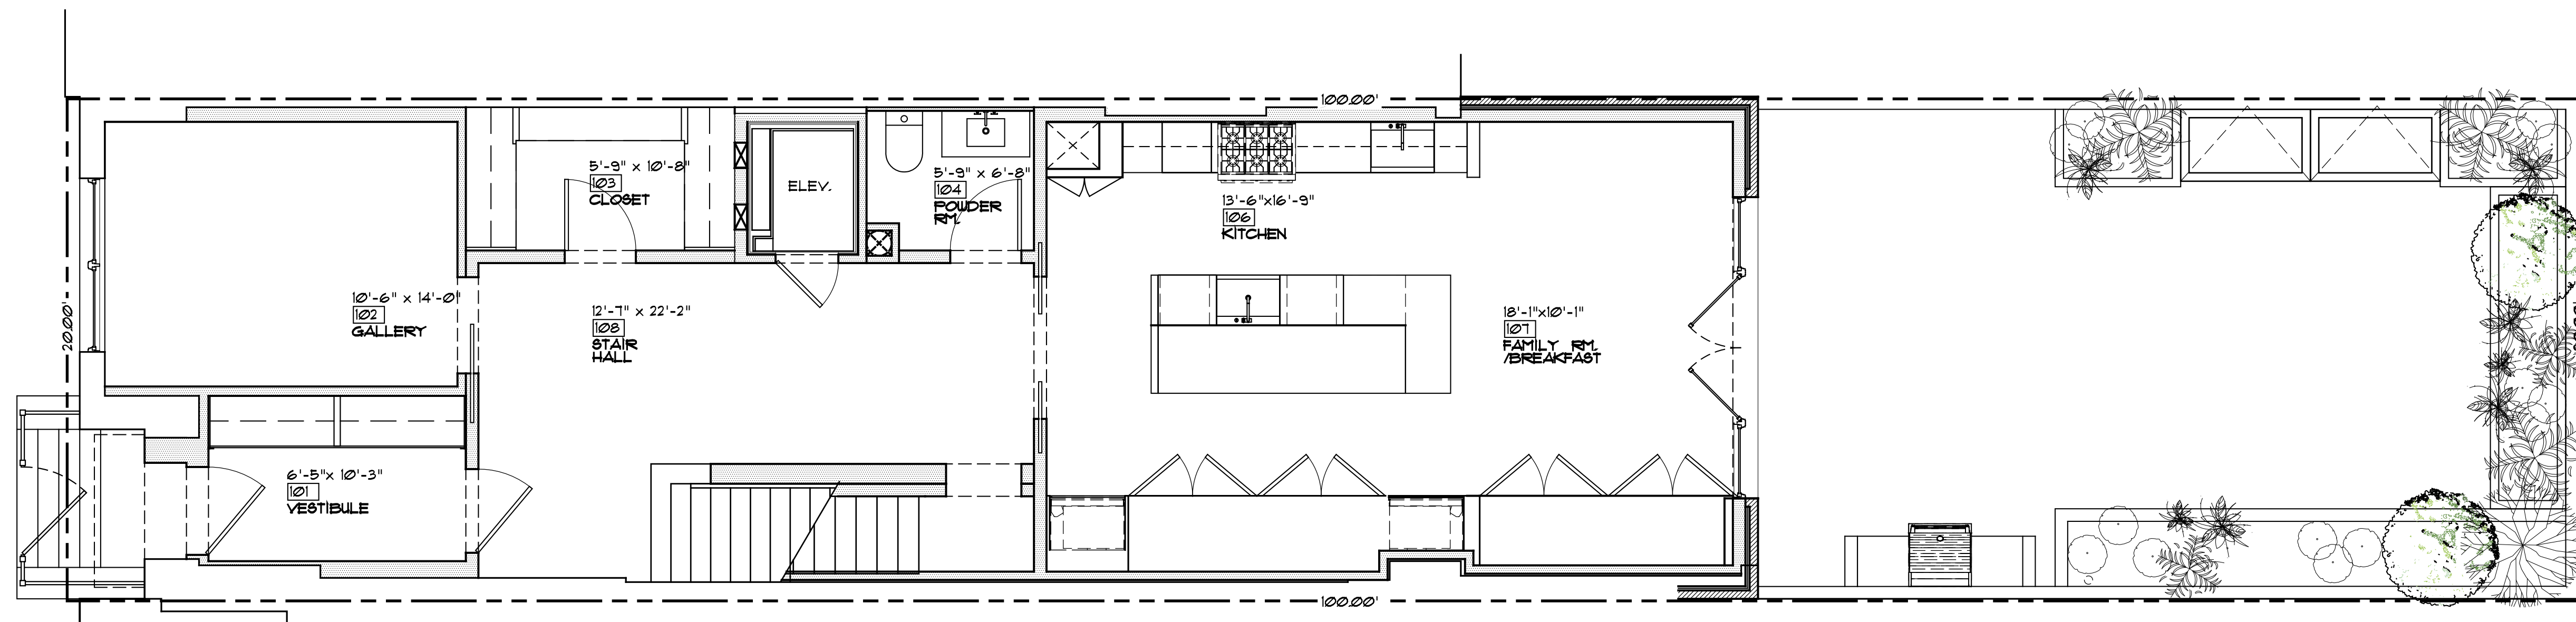 100.00'
20.00'
10'-6" x 14'-0"
102
GALLERY
6'-5"x 10'-3"
101
VESTIBULE
5'-9" x 10'-8"
103
CLOSET
12'-7" x 22'-2"
108
STAIR
HALL
ELEV.
5'-9" x 6'-8"
104
POWDER
RM.
13'-6"x16'-9"
106
KITCHEN
18'-1"x10'-1"
107
FAMILY RM.
/BREAKFAST
100.00'